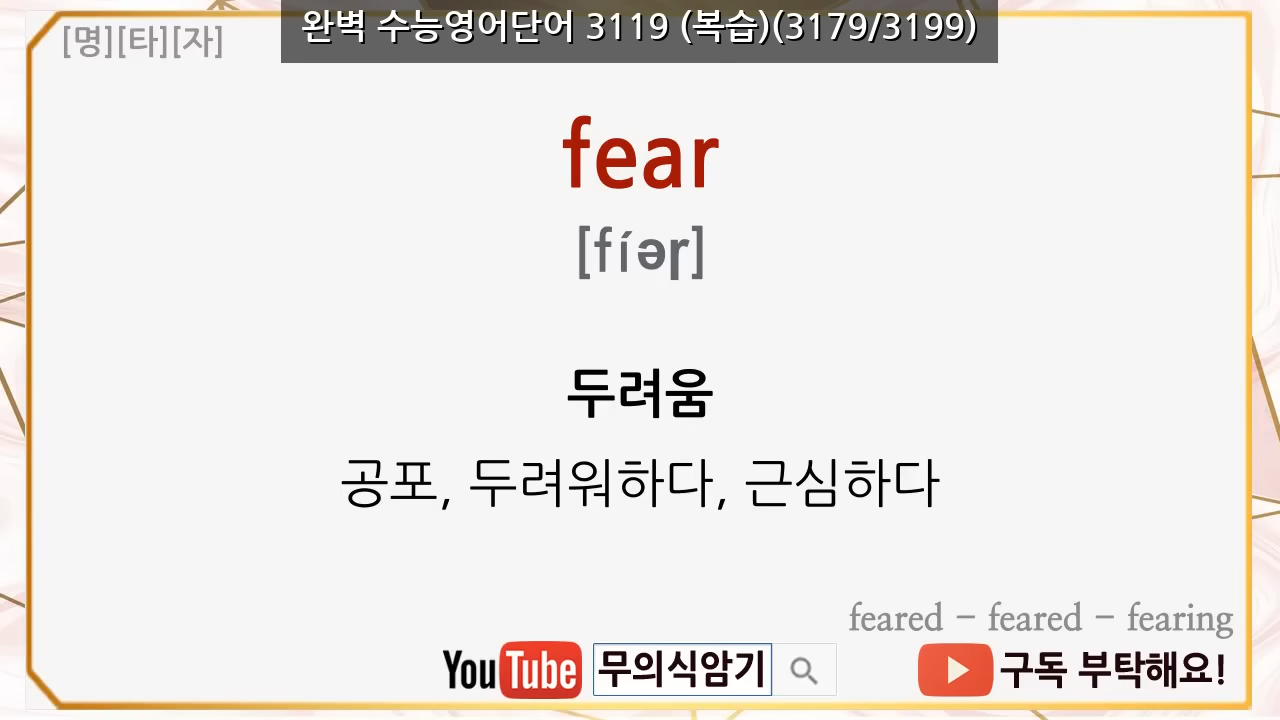 완벽 수능영어단어 3119 (복습)(3179/3199)
[명][타][자]
fear
[fíəɽ]
두려움
공포, 두려워하다, 근심하다
feared - feared - fearing
YouTube 무의식암기 구독 부탁해요!